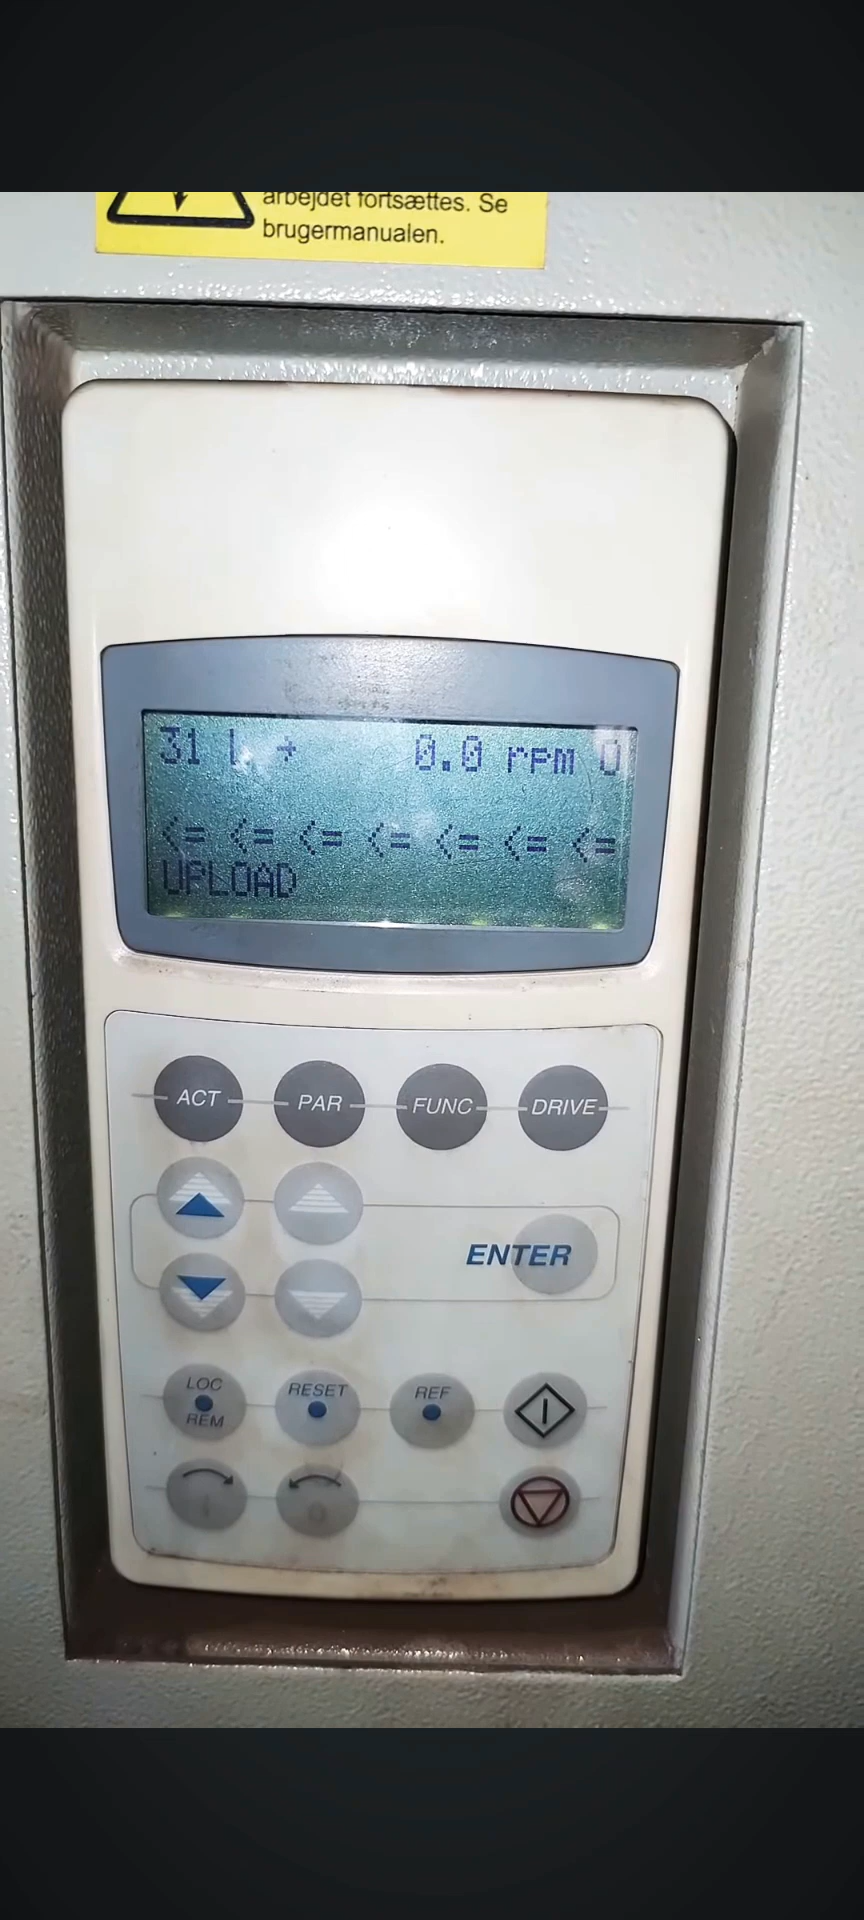 arbejdet fortsættes. Se
brugermanualen.
31 L → 0.0 rpm 0
<= <= <= <= <= <= <=
UPLOAD
ACT PAR FUNC DRIVE
ENTER
LOC
REM
RESET
REF
I
0